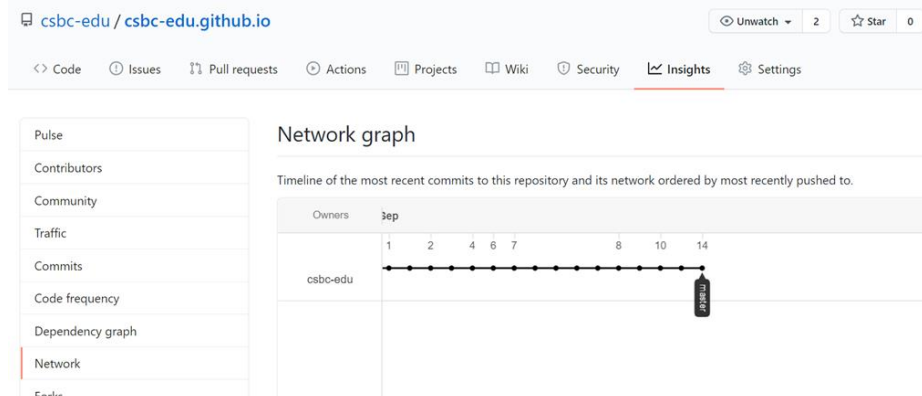 csbc-edu / csbc-edu.github.io
Unwatch 2 Star 0
Code Issues Pull requests Actions Projects Wiki Security Insights Settings
Pulse
Contributors
Community
Traffic
Commits
Code frequency
Dependency graph
Network
Forks
Network graph
Timeline of the most recent commits to this repository and its network ordered by most recently pushed to.
Owners Sep
1 2 4 6 7 8 10 14
csbc-edu
master